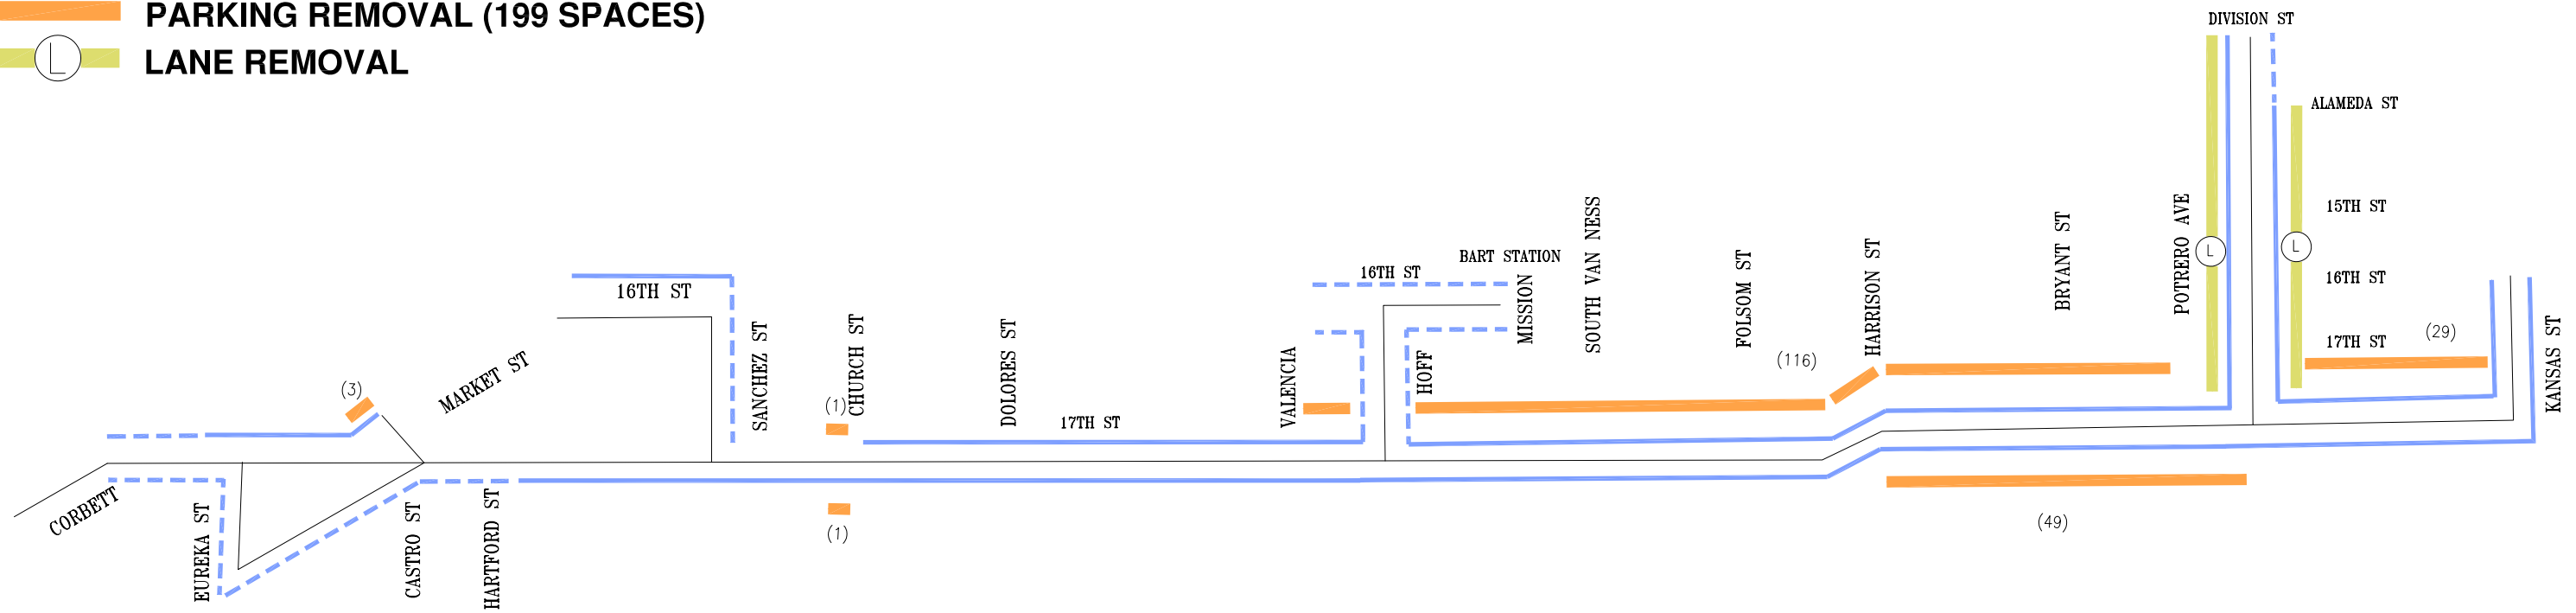 PARKING REMOVAL (199 SPACES)
L
LANE REMOVAL
DIVISION ST
ALAMEDA ST
15TH ST
16TH ST
17TH ST
(29)
KANSAS ST
L
L
POTRERO AVE
BRYANT ST
HARRISON ST
(116)
FOLSOM ST
SOUTH VAN NESS
BART STATION
16TH ST
MISSION
HOFF
VALENCIA
17TH ST
DOLORES ST
CHURCH ST
(1)
(1)
SANCHEZ ST
16TH ST
MARKET ST
(3)
CORBETT
EUREKA ST
CASTRO ST
HARTFORD ST
(49)